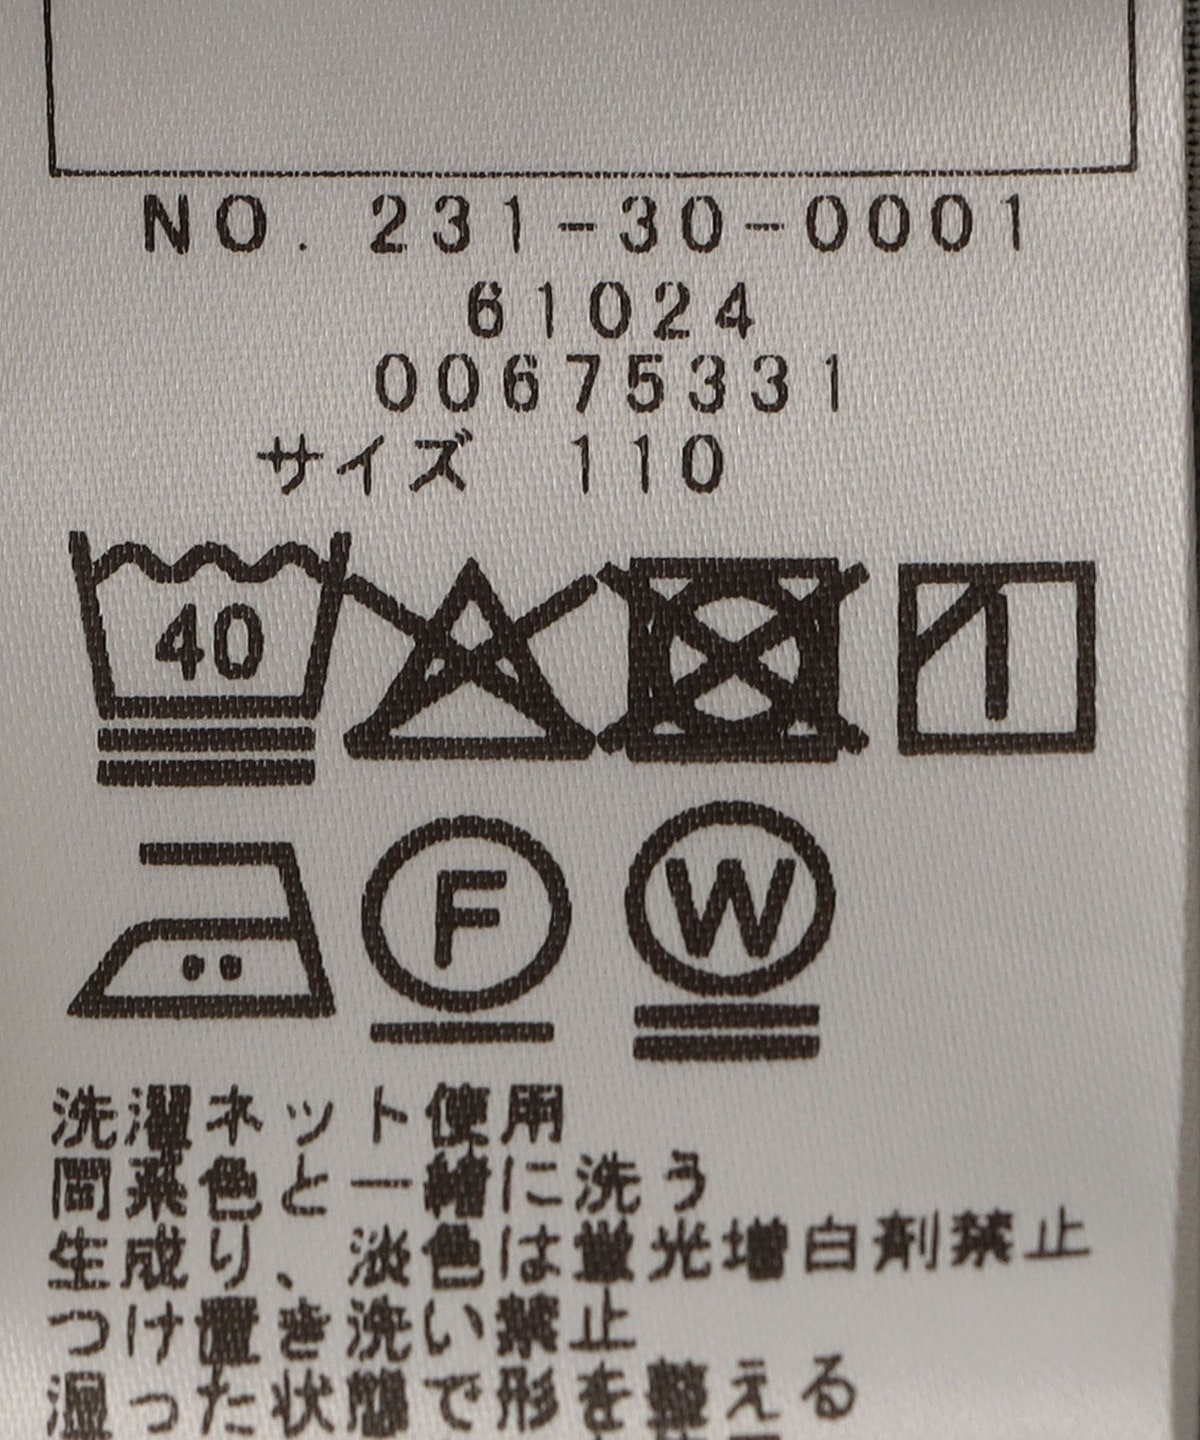 NO. 231-30-0001
61024
00675331
サイズ 110
40
F
W
洗濯ネット使用
同系色と一緒に洗う
生成り、淡色は蛍光増白剤禁止
つけ置き洗い禁止
湿った状態で形を整える